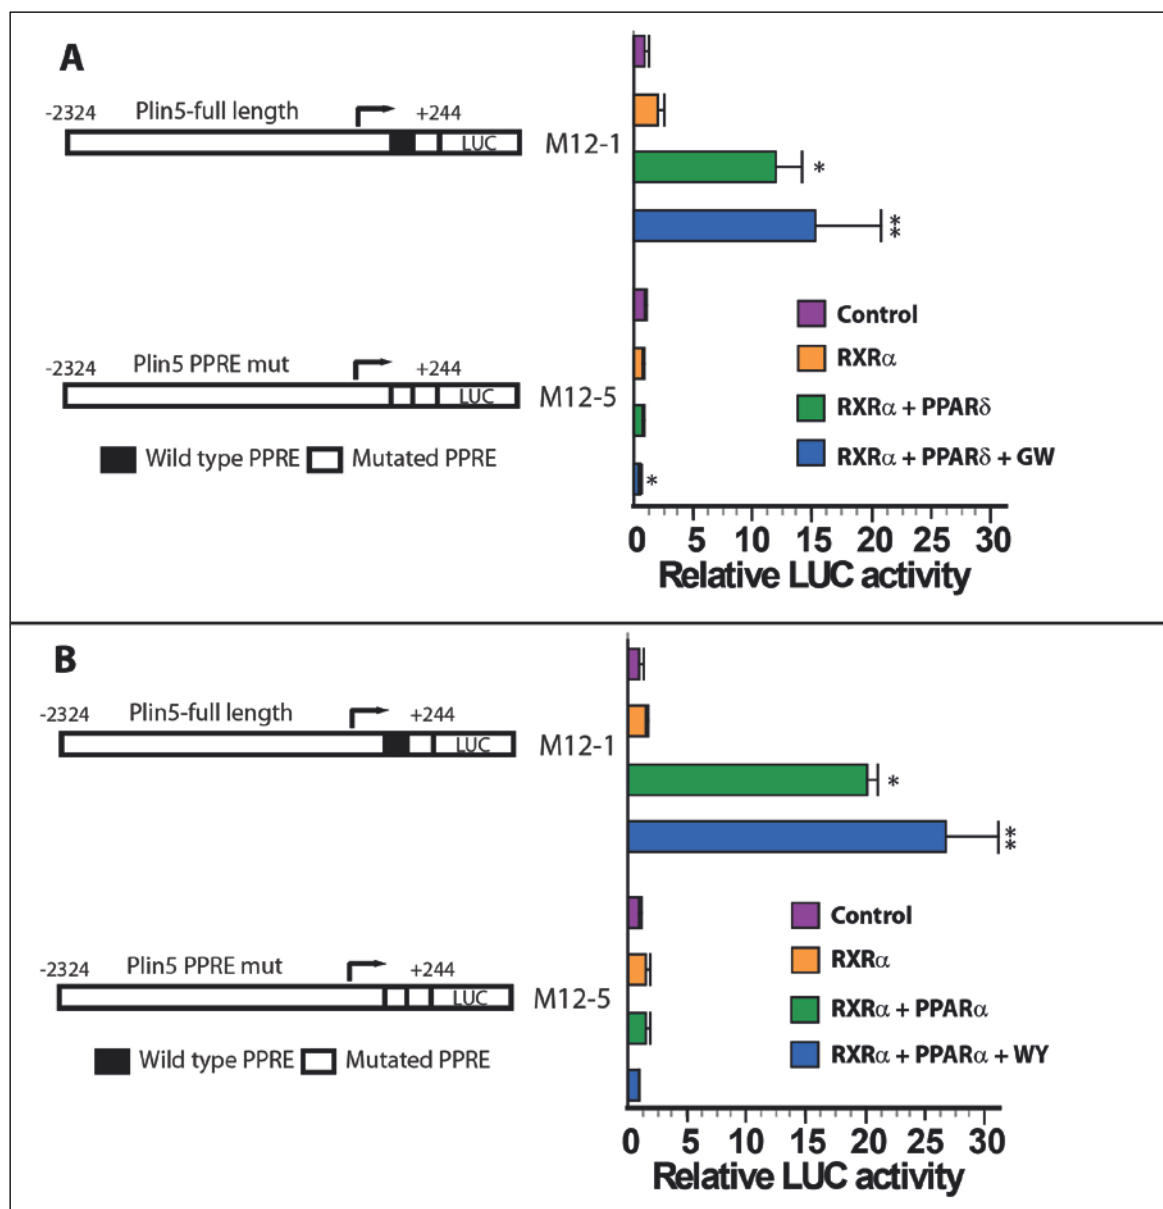 A
-2324 Plin5-full length +244
LUC
M12-1
*
**
Control
RXRα
RXRα + PPARδ
RXRα + PPARδ + GW
-2324 Plin5 PPRE mut +244
LUC
M12-5
Wild type PPRE Mutated PPRE
*
0 5 10 15 20 25 30
Relative LUC activity
B
-2324 Plin5-full length +244
LUC
M12-1
*
**
Control
RXRα
RXRα + PPARα
RXRα + PPARα + WY
-2324 Plin5 PPRE mut +244
LUC
M12-5
Wild type PPRE Mutated PPRE
0 5 10 15 20 25 30
Relative LUC activity